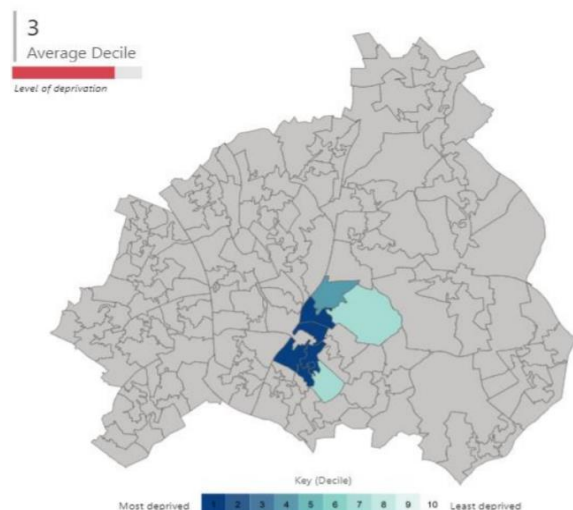 3
Average Decile
Level of deprivation
Key (Decile)
Most deprived 1 2 3 4 5 6 7 8 9 10 Least deprived